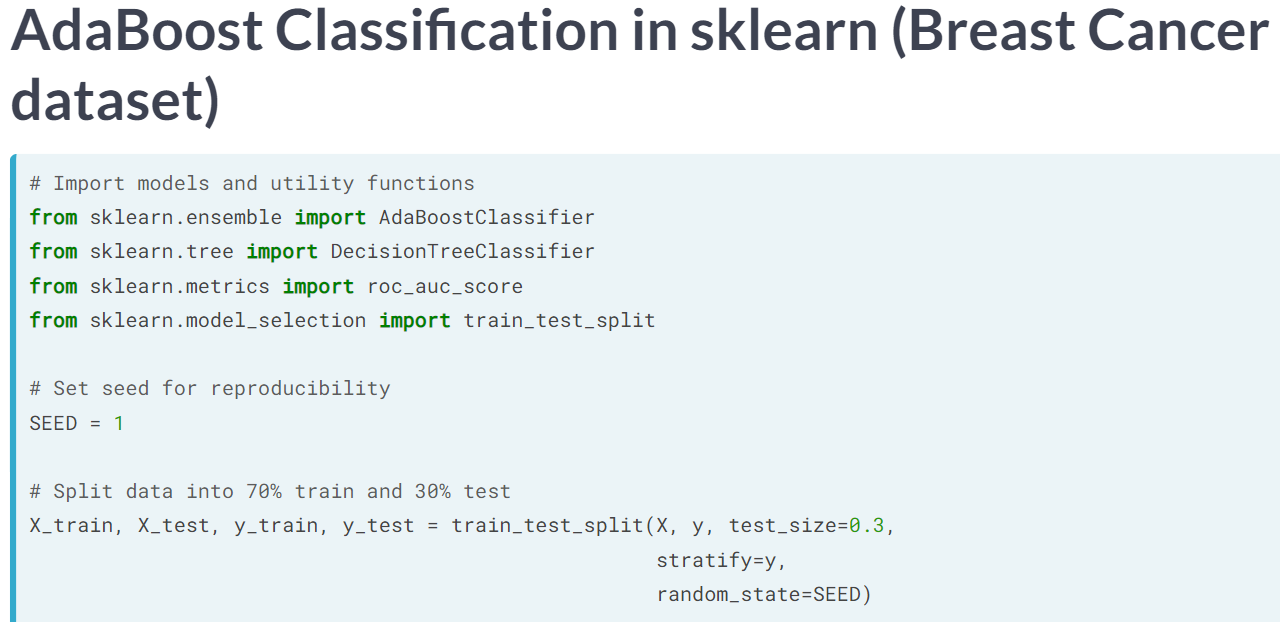 AdaBoost Classification in sklearn (Breast Cancer
dataset)
# Import models and utility functions
from sklearn.ensemble import AdaBoostClassifier
from sklearn.tree import DecisionTreeClassifier
from sklearn.metrics import roc_auc_score
from sklearn.model_selection import train_test_split
# Set seed for reproducibility
SEED = 1
# Split data into 70% train and 30% test
X_train, X_test, y_train, y_test = train_test_split(X, y, test_size=0.3,
stratify=y,
random_state=SEED)